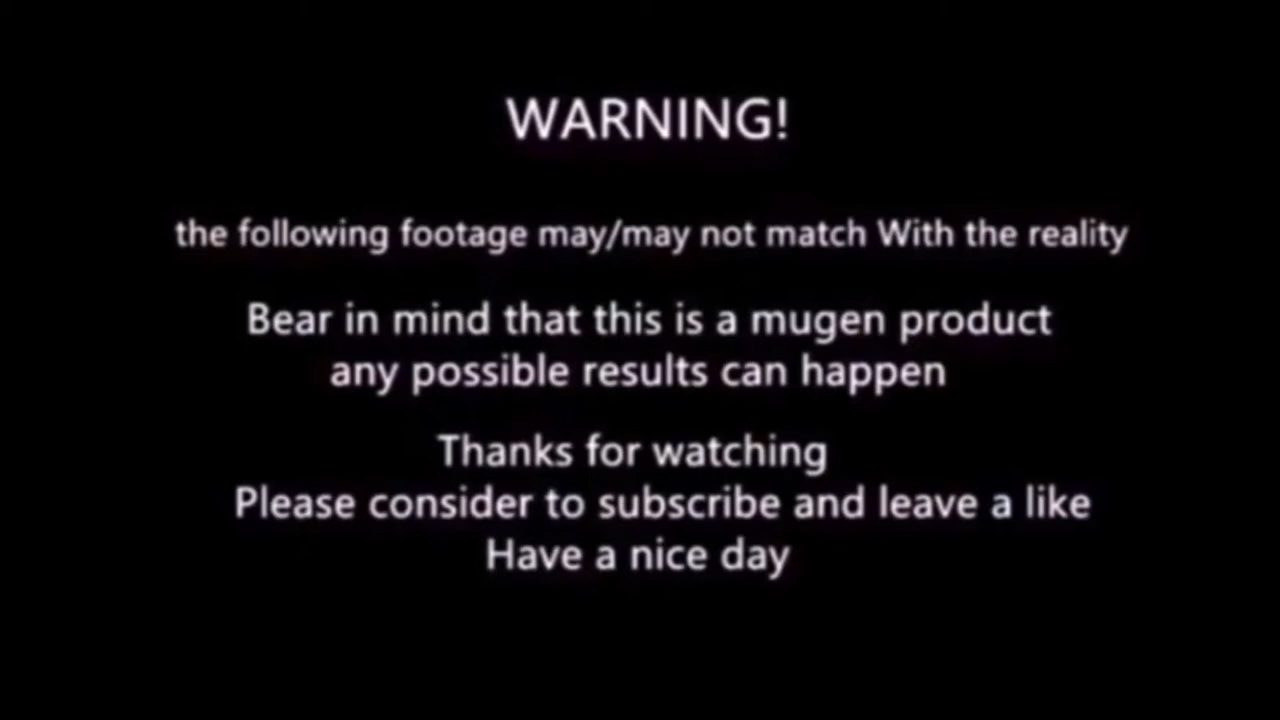 WARNING!
the following footage may/may not match With the reality
Bear in mind that this is a mugen product
any possible results can happen
Thanks for watching
Please consider to subscribe and leave a like
Have a nice day